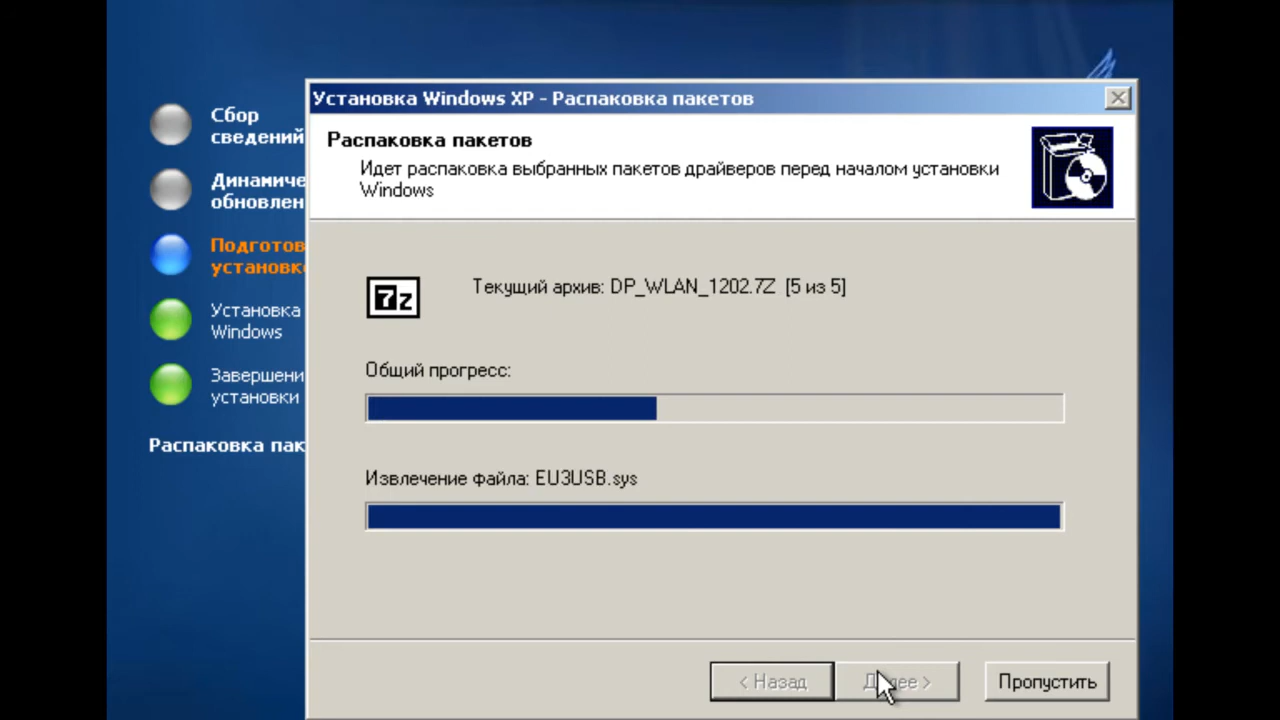 Сбор
сведений
Динамиче
обновлен
Подготов
установк
Установка
Windows
Завершени
установки
Распаковка пак
Установка Windows XP - Распаковка пакетов
Распаковка пакетов
Идет распаковка выбранных пакетов драйверов перед началом установки
Windows
7z
Текущий архив: DP_WLAN_1202.7Z [5 из 5]
Общий прогресс:
Извлечение файла: EU3USB.sys
< Назад
Далее >
Пропустить